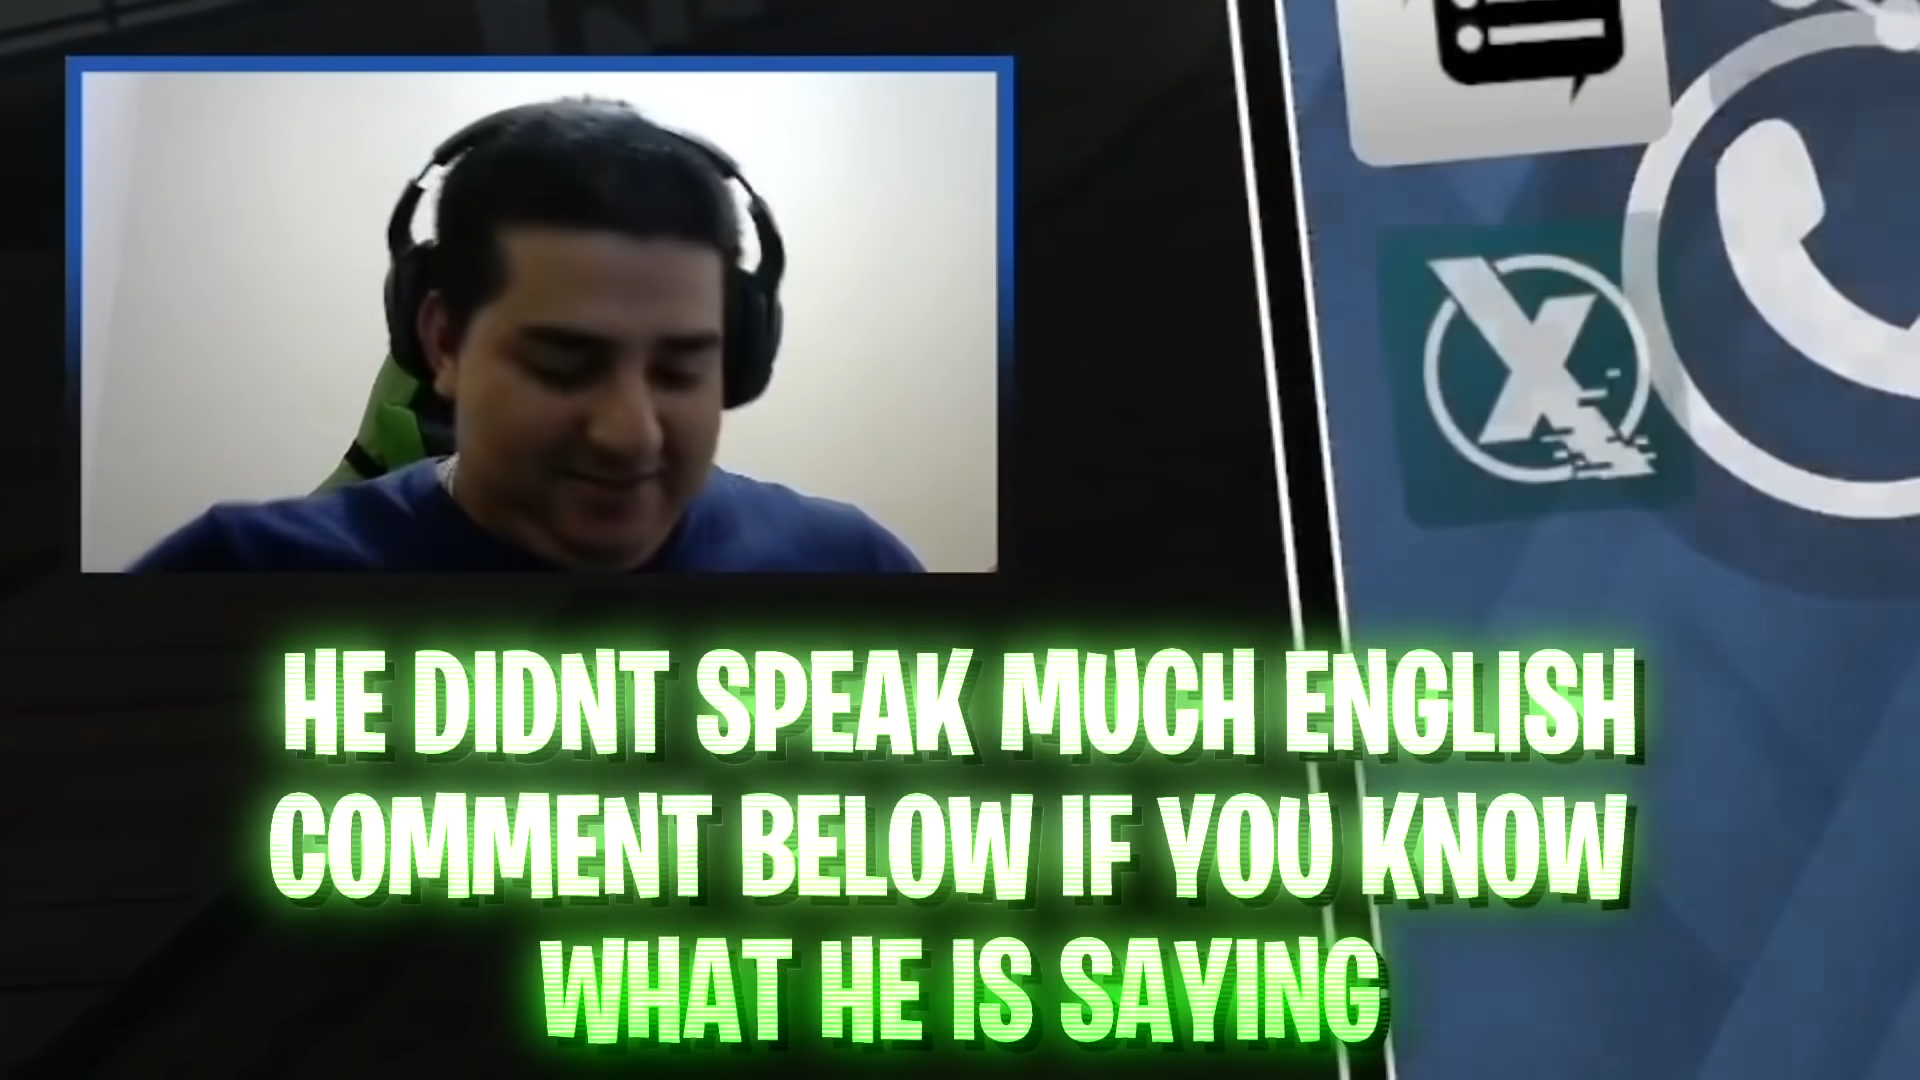 HE DIDNT SPEAK MUCH ENGLISH
COMMENT BELOW IF YOU KNOW
WHAT HE IS SAYING
X